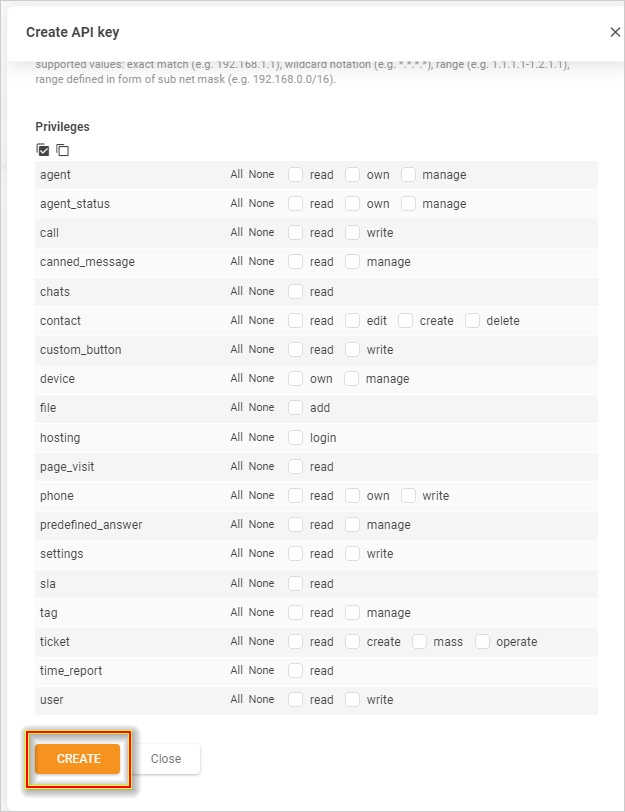 Create API key
supported values: exact match (e.g. 192.168.1.1), wildcard notation (e.g. *.*.*.*), range (e.g. 1.1.1.1-1.2.1.1),
range defined in form of sub net mask (e.g. 192.168.0.0/16).
Privileges
agent All None read own manage
agent_status All None read own manage
call All None read write
canned_message All None read manage
chats All None read
contact All None read edit create delete
custom_button All None read write
device All None own manage
file All None add
hosting All None login
page_visit All None read
phone All None read own write
predefined_answer All None read manage
settings All None read write
sla All None read
tag All None read manage
ticket All None read create mass operate
time_report All None read
user All None read write
CREATE Close